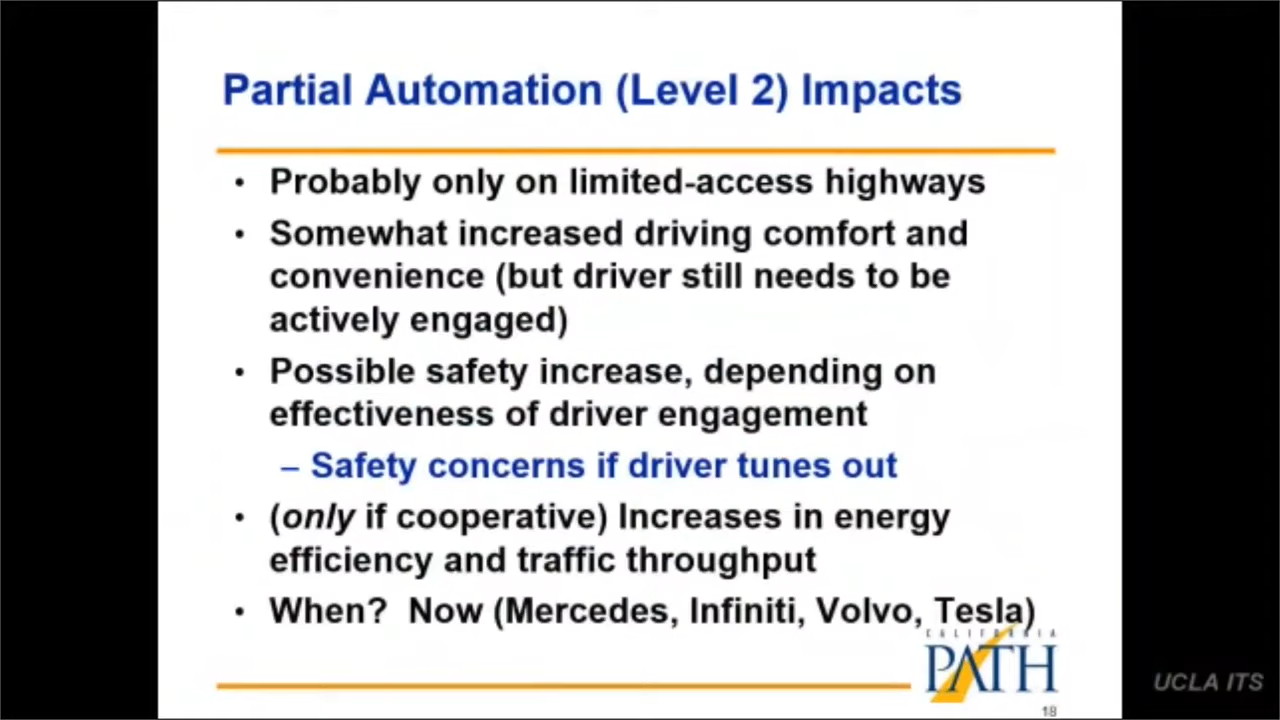 Partial Automation (Level 2) Impacts
• Probably only on limited-access highways
• Somewhat increased driving comfort and
convenience (but driver still needs to be
actively engaged)
• Possible safety increase, depending on
effectiveness of driver engagement
– Safety concerns if driver tunes out
• (only if cooperative) Increases in energy
efficiency and traffic throughput
• When? Now (Mercedes, Infiniti, Volvo, Tesla)
CALIFORNIA
PATH
UCLA ITS
18